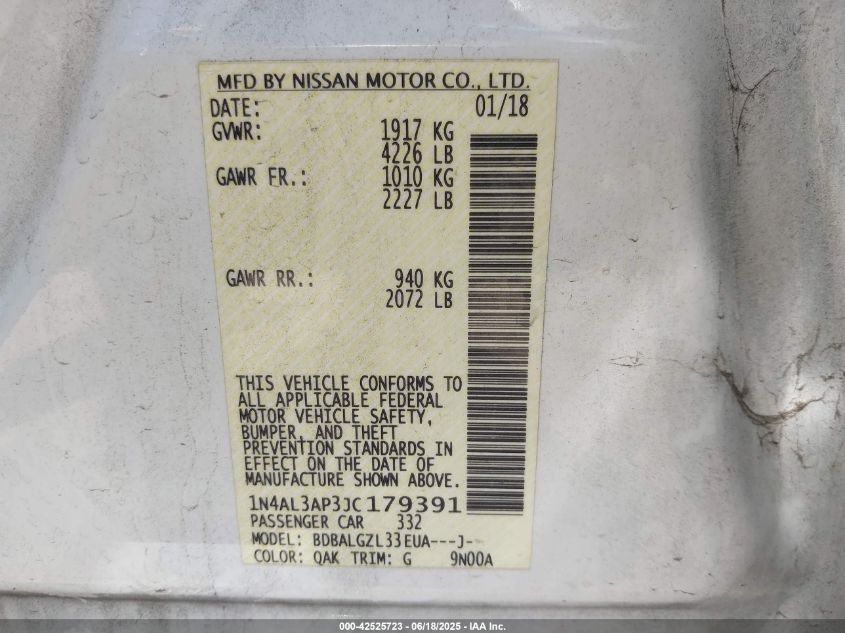 MFD BY NISSAN MOTOR CO., LTD.
DATE: 01/18
GVWR: 1917 KG
4226 LB
GAWR FR.: 1010 KG
2227 LB
GAWR RR.: 940 KG
2072 LB
THIS VEHICLE CONFORMS TO
ALL APPLICABLE FEDERAL
MOTOR VEHICLE SAFETY,
BUMPER, AND THEFT
PREVENTION STANDARDS IN
EFFECT ON THE DATE OF
MANUFACTURE SHOWN ABOVE.
1N4AL3AP3JC179391
PASSENGER CAR 332
MODEL: BDBALGZL33EUA---J-
COLOR: QAK TRIM: G 9N00A
000-42525723 - 06/18/2025 - IAA Inc.